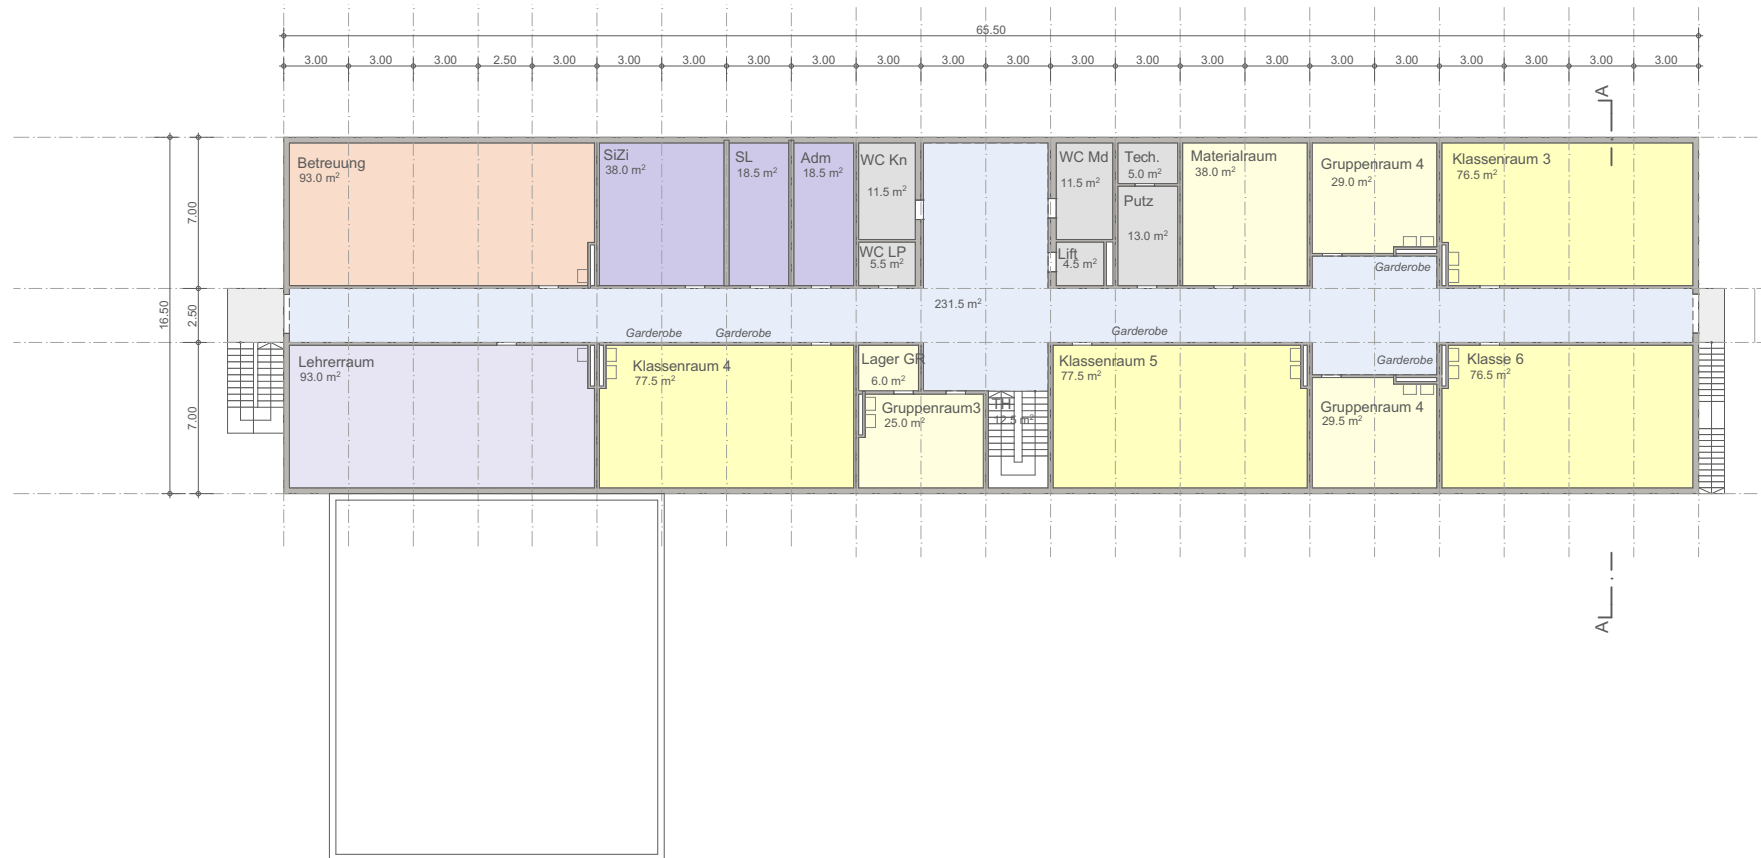 65.50
3.00 3.00 3.00 2.50 3.00 3.00 3.00 3.00 3.00 3.00 3.00 3.00 3.00 3.00 3.00 3.00 3.00 3.00 3.00 3.00 3.00 3.00
A
Betreuung
93.0 m²
SiZi
38.0 m²
SL
18.5 m²
Adm
18.5 m²
WC Kn
11.5 m²
WC LP
5.5 m²
WC Md
11.5 m²
Lift
4.5 m²
Tech.
5.0 m²
Putz
13.0 m²
Materialraum
38.0 m²
Gruppenraum 4
29.0 m²
Garderobe
Klassenraum 3
76.5 m²
7.00
16.50
2.50
7.00
231.5 m²
Garderobe
Garderobe
Garderobe
Garderobe
Lehrerraum
93.0 m²
Klassenraum 4
77.5 m²
Lager GR
6.0 m²
Gruppenraum3
25.0 m²
TH
12.5 m²
Klassenraum 5
77.5 m²
Gruppenraum 4
29.5 m²
Klasse 6
76.5 m²
A